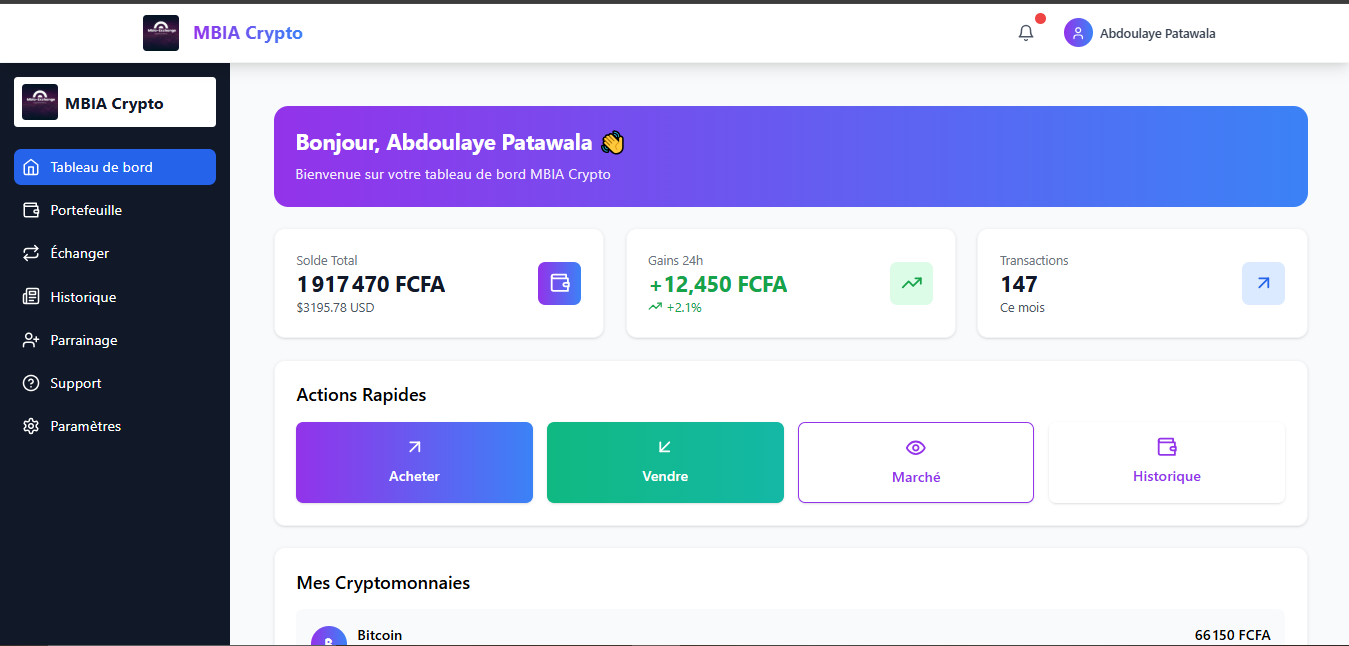 MBIA Crypto
Abdoulaye Patawala
MBIA Crypto
Tableau de bord
Portefeuille
Échanger
Historique
Parrainage
Support
Paramètres
Bonjour, Abdoulaye Patawala 👋
Bienvenue sur votre tableau de bord MBIA Crypto
Solde Total
1 917 470 FCFA
$3195.78 USD
Gains 24h
+12,450 FCFA
+2.1%
Transactions
147
Ce mois
Actions Rapides
Acheter
Vendre
Marché
Historique
Mes Cryptomonnaies
Bitcoin
66 150 FCFA